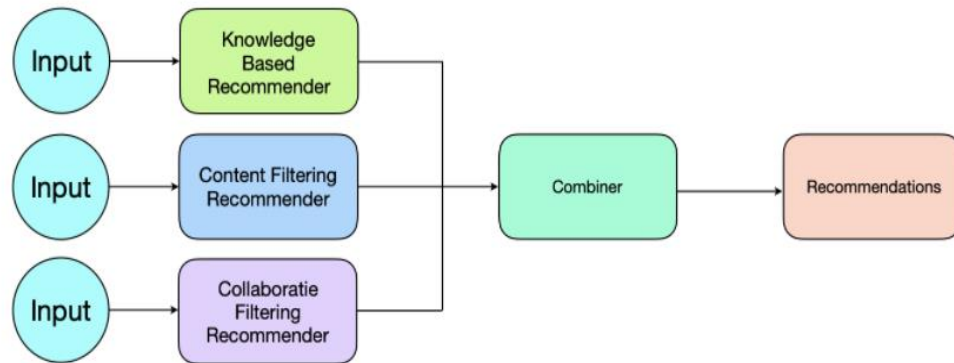 Input
Knowledge
Based
Recommender
Input
Content Filtering
Recommender
Combiner
Recommendations
Input
Collaboratie
Filtering
Recommender